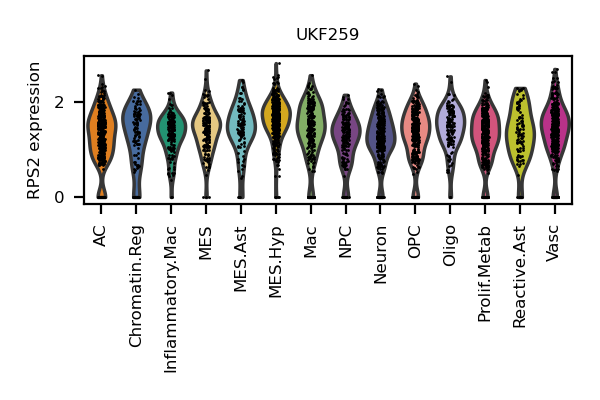 UKF259
RPS2 expression
2
0
AC
Chromatin.Reg
Inflammatory.Mac
MES
MES.Ast
MES.Hyp
Mac
NPC
Neuron
OPC
Oligo
Prolif.Metab
Reactive.Ast
Vasc